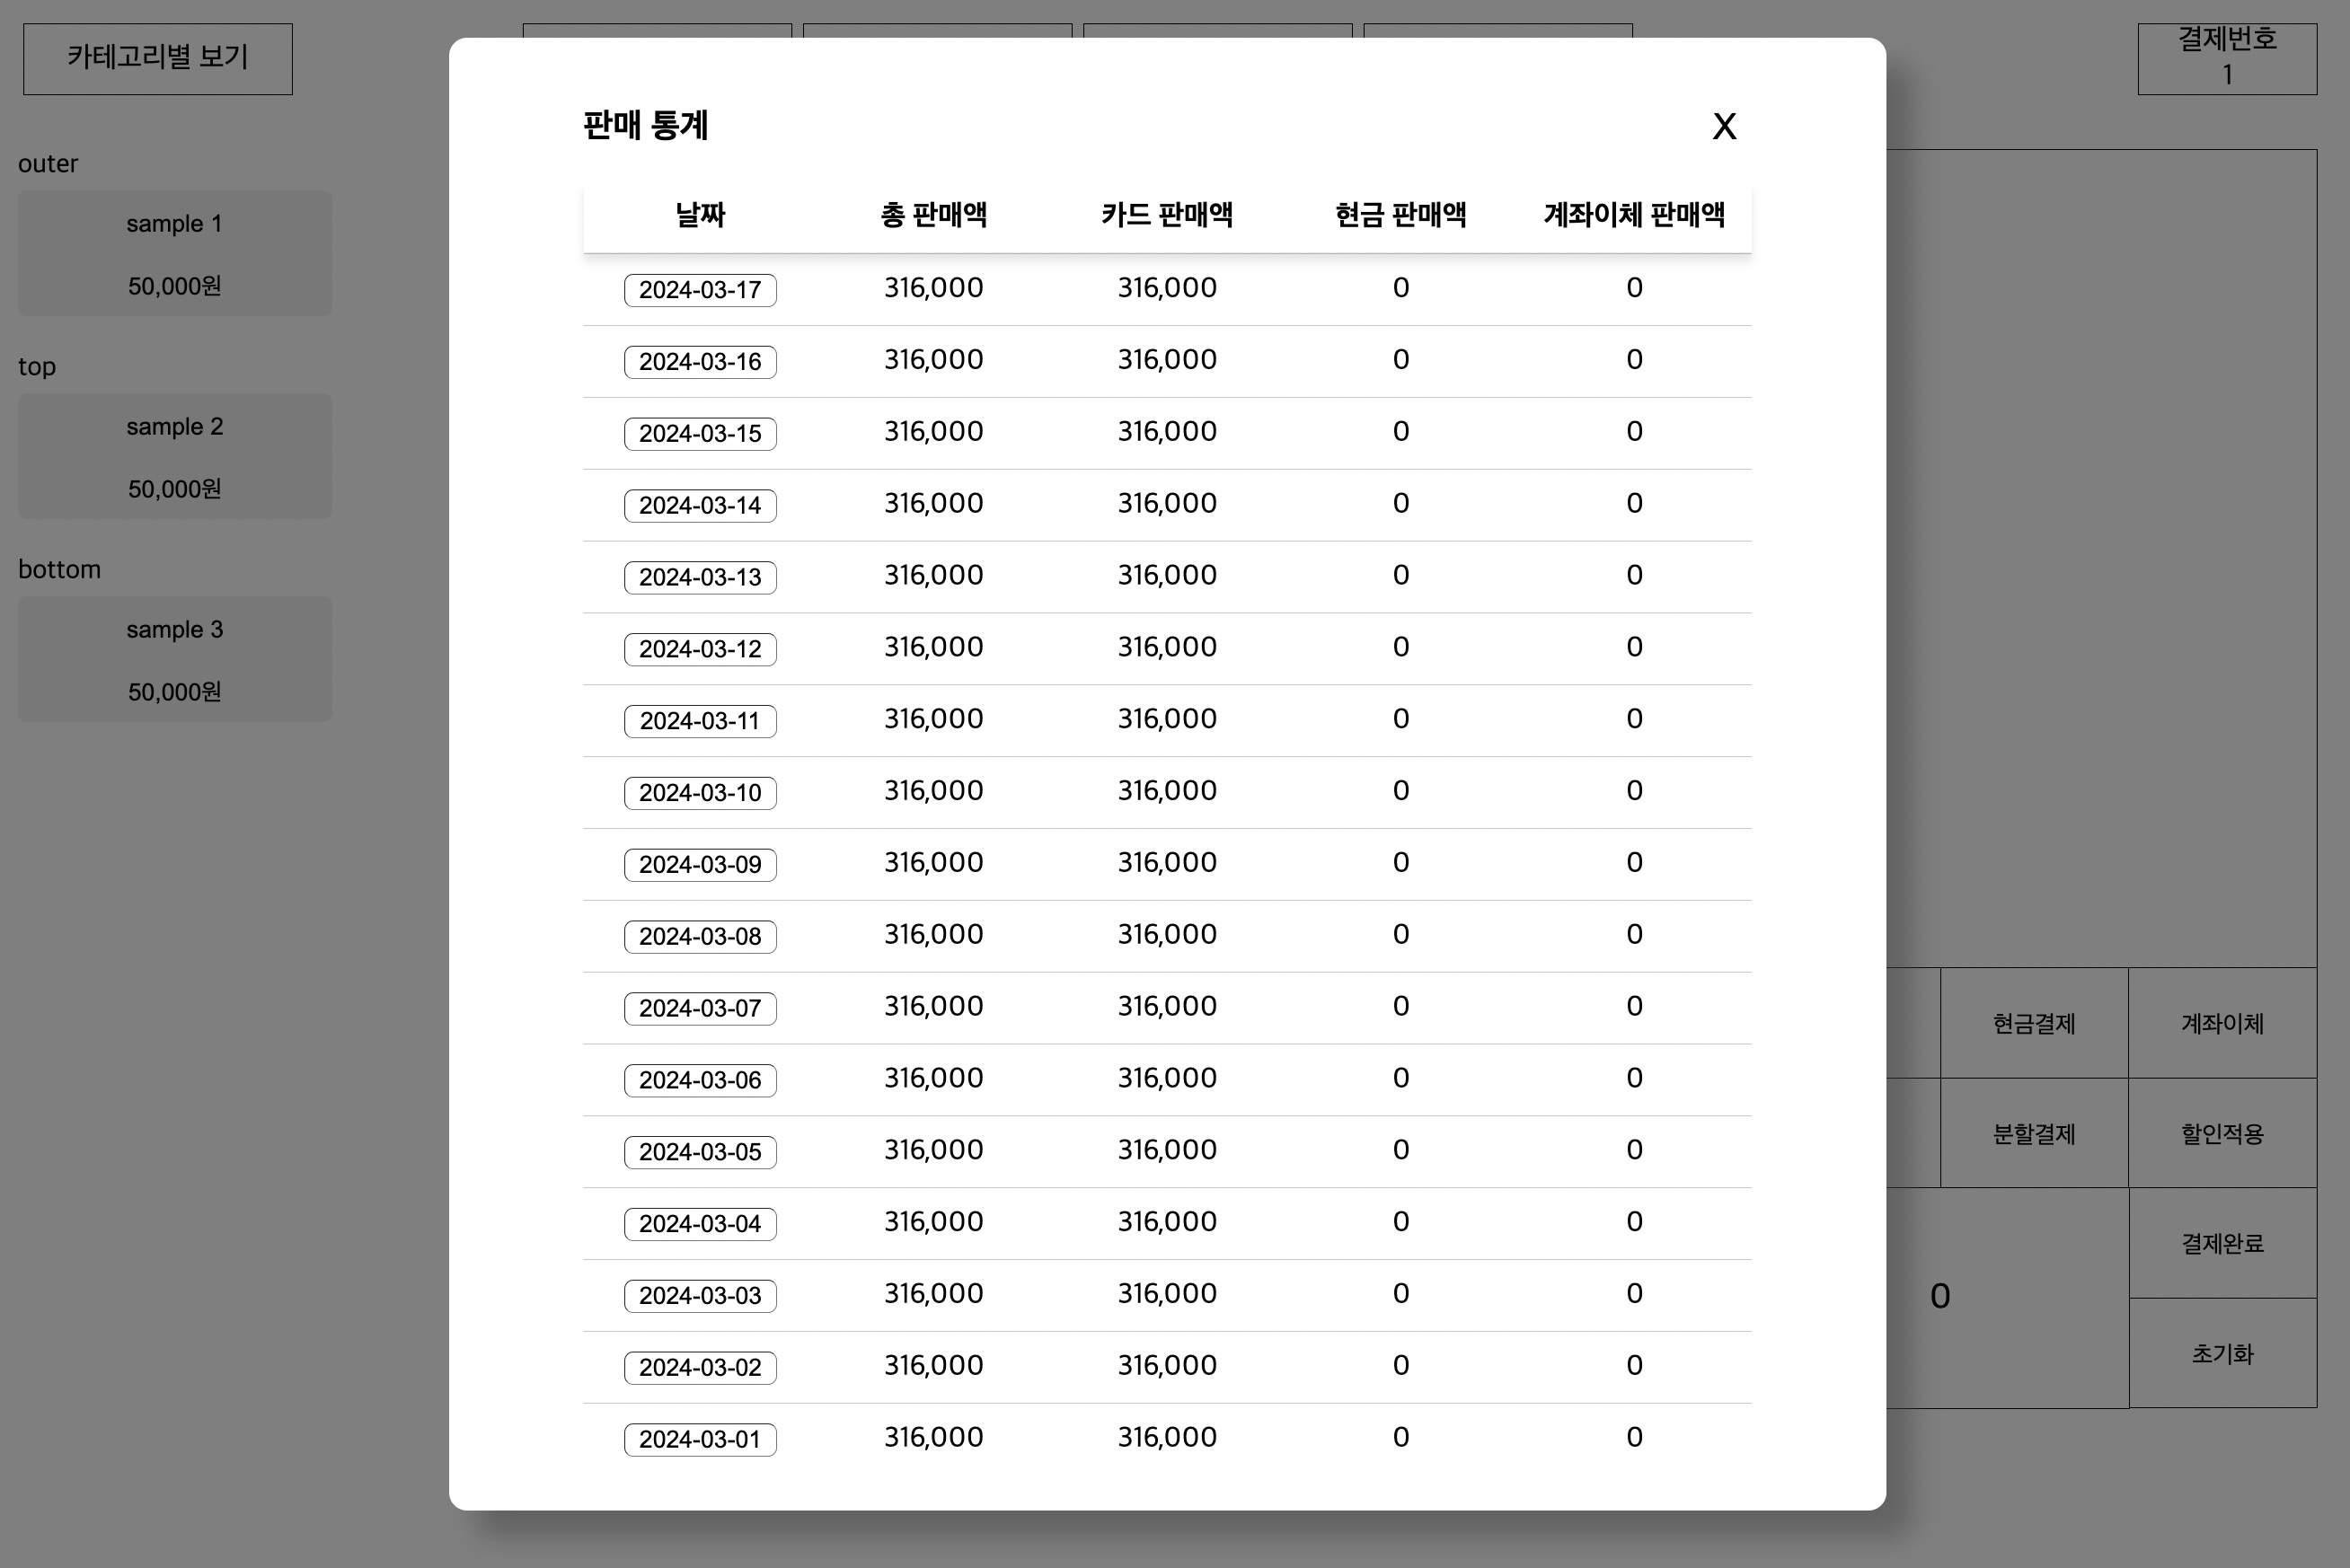 카테고리별 보기
결제번호
1
outer
sample 1
50,000원
top
sample 2
50,000원
bottom
sample 3
50,000원
판매 통계 X
날짜 총 판매액 카드 판매액 현금 판매액 계좌이체 판매액
2024-03-17 316,000 316,000 0 0
2024-03-16 316,000 316,000 0 0
2024-03-15 316,000 316,000 0 0
2024-03-14 316,000 316,000 0 0
2024-03-13 316,000 316,000 0 0
2024-03-12 316,000 316,000 0 0
2024-03-11 316,000 316,000 0 0
2024-03-10 316,000 316,000 0 0
2024-03-09 316,000 316,000 0 0
2024-03-08 316,000 316,000 0 0
2024-03-07 316,000 316,000 0 0
2024-03-06 316,000 316,000 0 0
2024-03-05 316,000 316,000 0 0
2024-03-04 316,000 316,000 0 0
2024-03-03 316,000 316,000 0 0
2024-03-02 316,000 316,000 0 0
2024-03-01 316,000 316,000 0 0
현금결제 계좌이체
분할결제 할인적용
결제완료
0
초기화